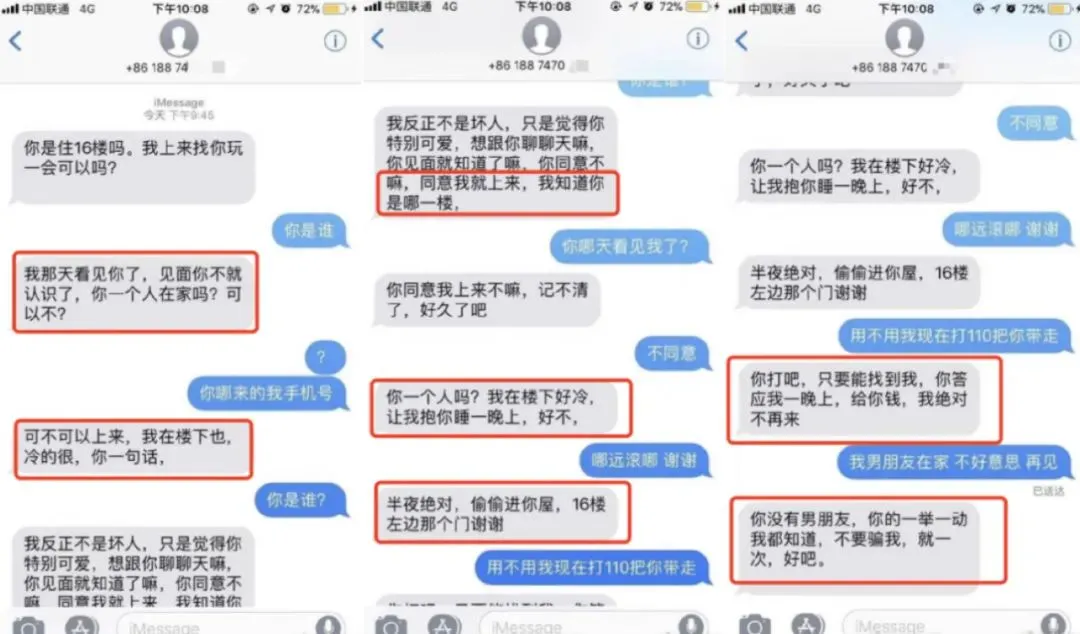 中国联通 4G
下午10:08
72%
+86 188 74
iMessage
今天 下午9:45
你是住16楼吗。我上来找你玩
一会可以吗?
你是谁
我那天看见你了，见面你不就
认识了，你一个人在家吗？可
以不？
?
你哪来的我手机号
可不可以上来，我在楼下也，
冷的很，你一句话，
你是谁?
我反正不是坏人，只是觉得你
特别可爱，想跟你聊聊天嘛，
你见面就知道了嘛，你同意不
嘛，同意我就上来，我知道你
iMessage
中国联通 4G
下午10:08
72%
+86 188 7470
你是谁?
我反正不是坏人，只是觉得你
特别可爱，想跟你聊聊天嘛，
你见面就知道了嘛，你同意不
嘛，同意我就上来，我知道你
是哪一楼，
你哪天看见我了？
你同意我上来不嘛，记不清
了，好久了吧
不同意
你一个人吗？我在楼下好冷，
让我抱你睡一晚上，好不，
哪远滚哪 谢谢
半夜绝对，偷偷进你屋，16楼
左边那个门谢谢
用不用我现在打110把你带走
iMessage
中国联通 4G
下午10:08
72%
+86 188 7470
了，好久了吧
不同意
你一个人吗？我在楼下好冷，
让我抱你睡一晚上，好不，
哪远滚哪 谢谢
半夜绝对，偷偷进你屋，16楼
左边那个门谢谢
用不用我现在打110把你带走
你打吧，只要能找到我，你答
应我一晚上，给你钱，我绝对
不再来
我男朋友在家 不好意思 再见
已送达
你没有男朋友，你的一举一动
我都知道，不要骗我，就一
次，好吧。
iMessage